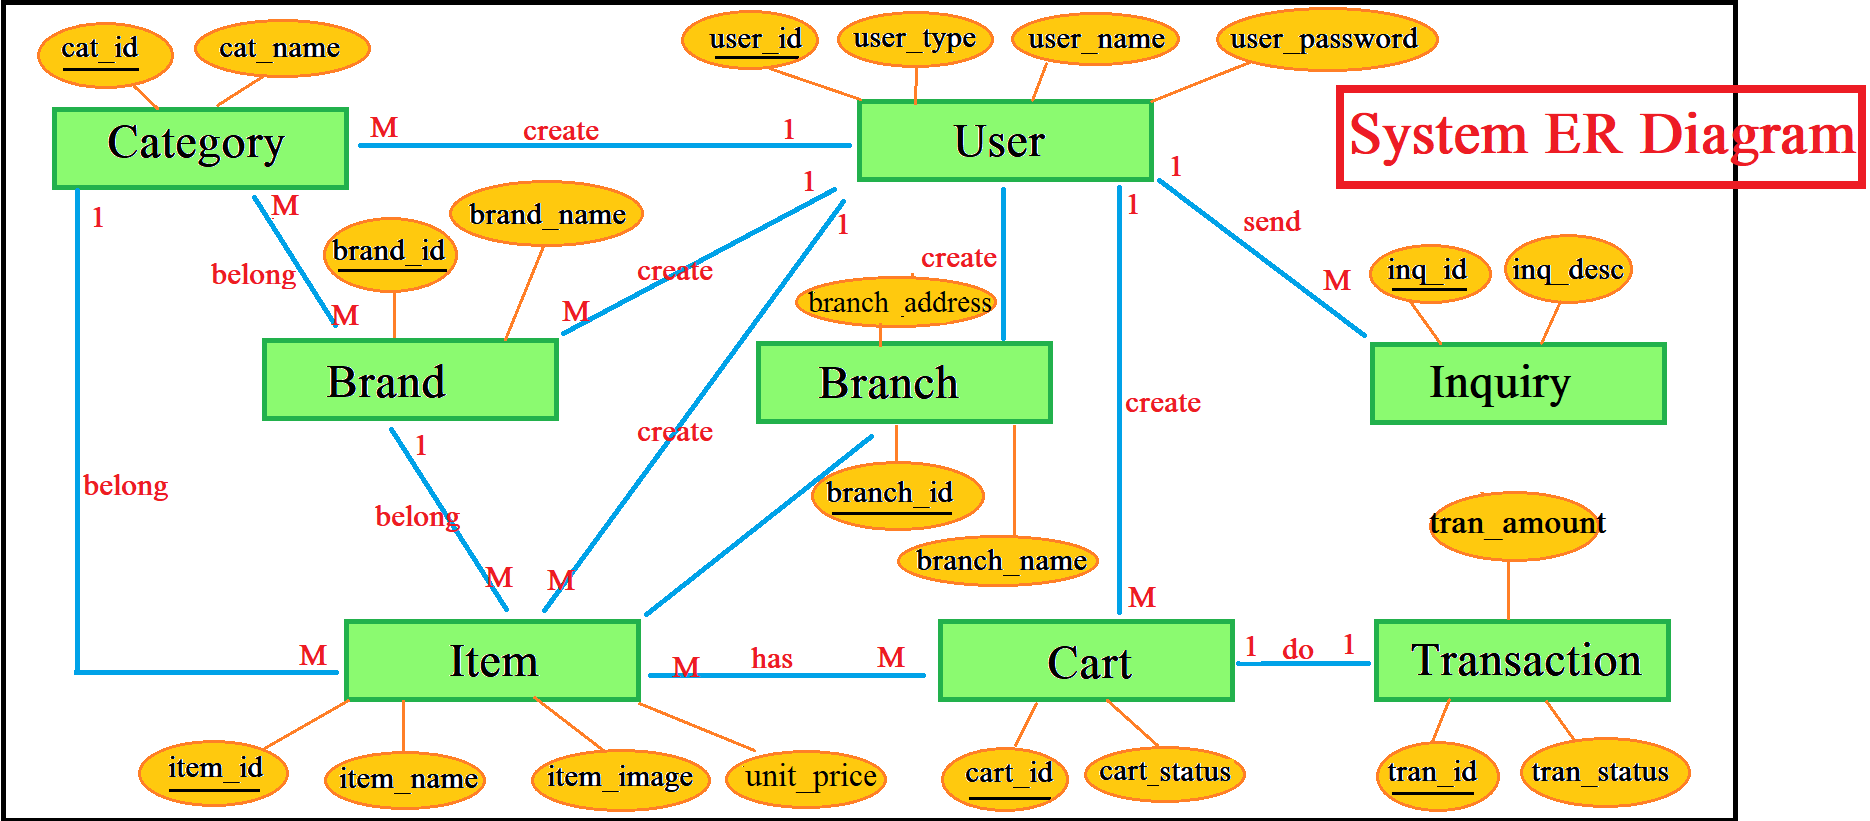 cat_id
cat_name
user_id
user_type
user_name
user_password
System ER Diagram
Category
M
create
1
User
1
M
belong
M
brand_id
brand_name
1
create
M
1
create
M
create
branch_address
1
create
M
1
send
M
inq_id
inq_desc
Brand
Branch
Inquiry
1
belong
M
belong
M
branch_id
branch_name
tran_amount
Item
M
has
M
Cart
1
do
1
Transaction
item_id
item_name
item_image
unit_price
cart_id
cart_status
tran_id
tran_status